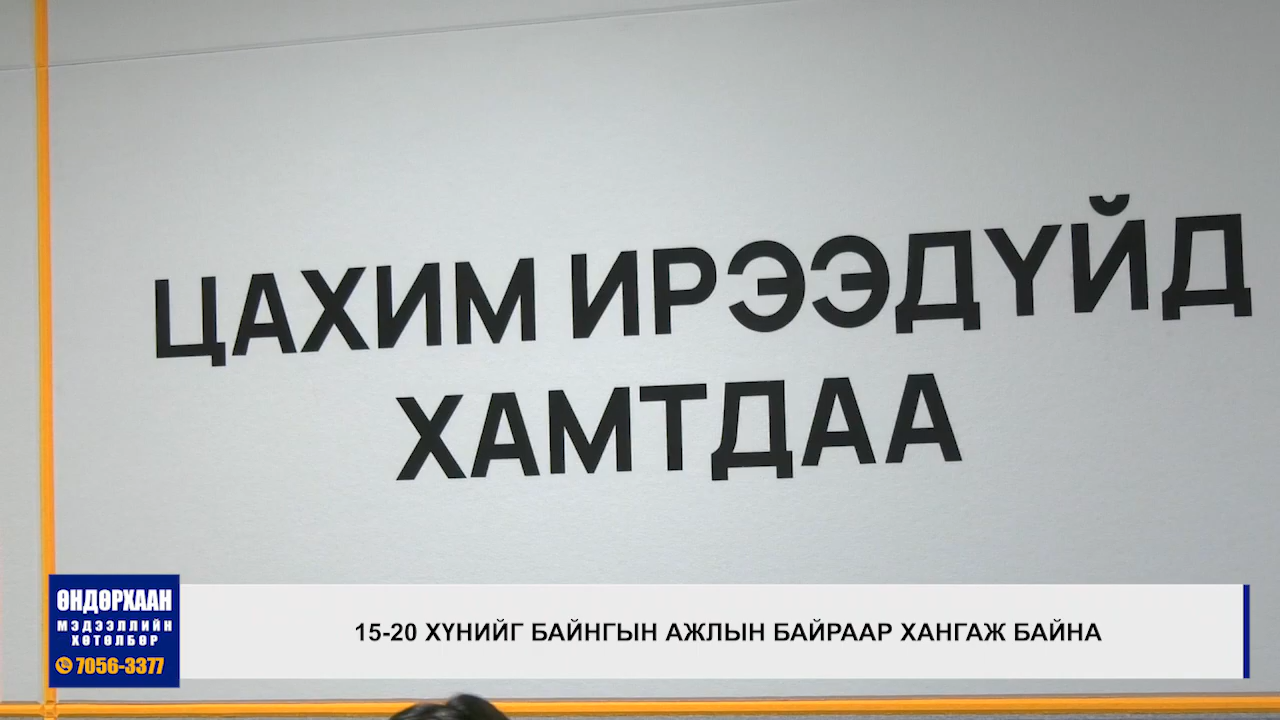 ЦАХИМ ИРЭЭДҮЙД
ХАМТДАА
ӨНДӨРХААН
МЭДЭЭЛЛИЙН
ХӨТӨЛБӨР
7056-3377
15-20 ХҮНИЙГ БАЙНГЫН АЖЛЫН БАЙРААР ХАНГАЖ БАЙНА